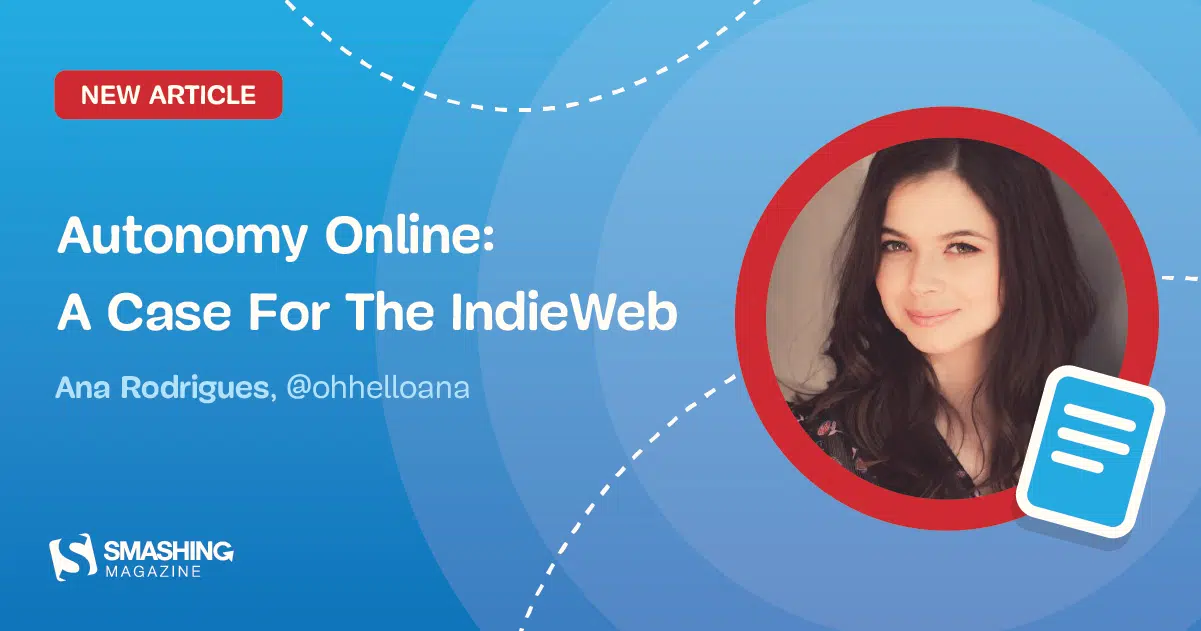 NEW ARTICLE
Autonomy Online:
A Case For The IndieWeb
Ana Rodrigues, @ohhelloana
SMASHING
MAGAZINE